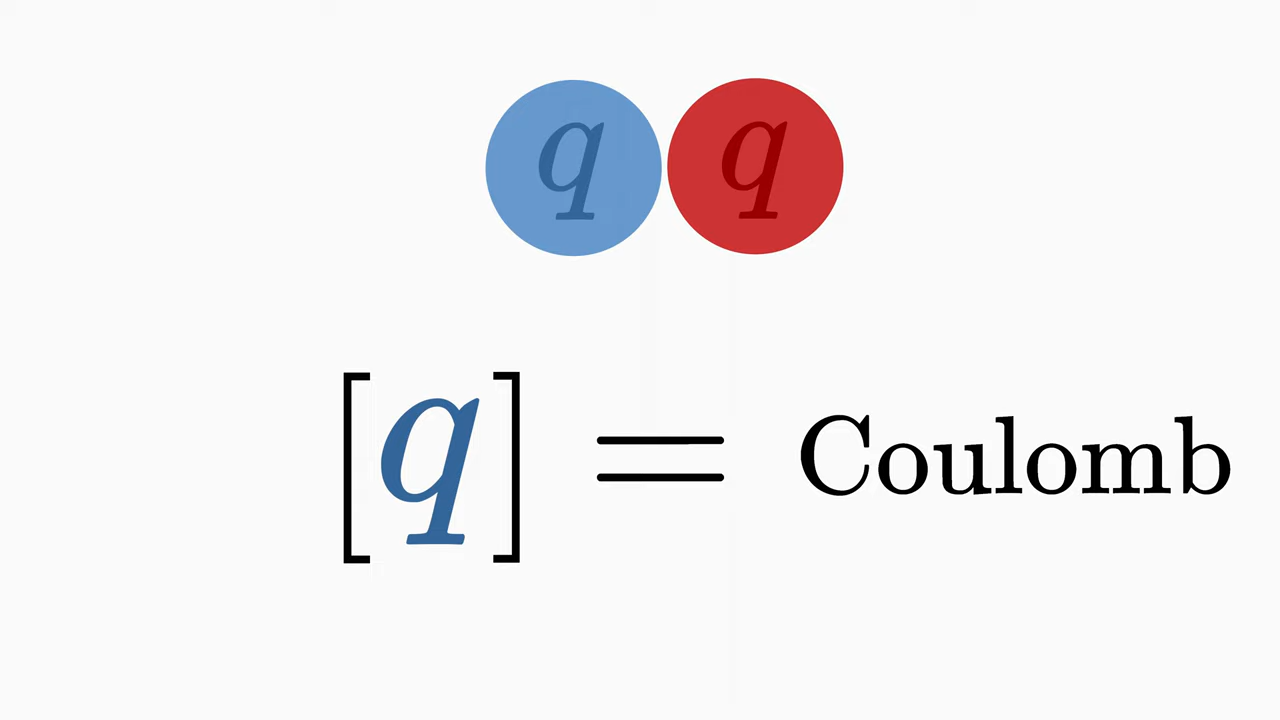 q q
[q] = Coulomb